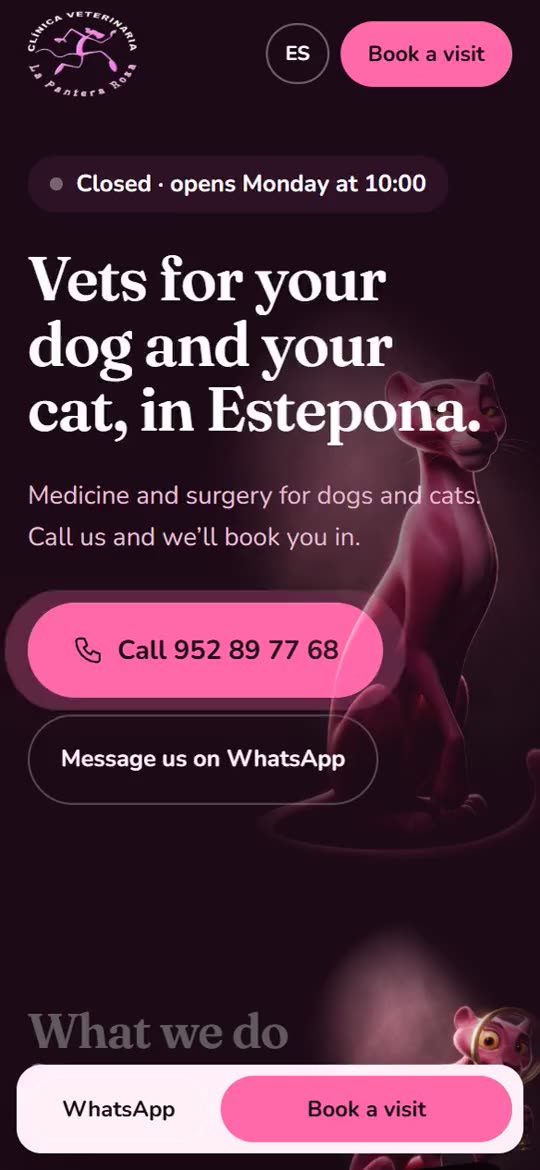 CLÍNICA VETERINARIA
La Pantera Rosa
ES
Book a visit
Closed · opens Monday at 10:00
Vets for your
dog and your
cat, in Estepona.
Medicine and surgery for dogs and cats.
Call us and we’ll book you in.
Call 952 89 77 68
Message us on WhatsApp
What we do
WhatsApp
Book a visit